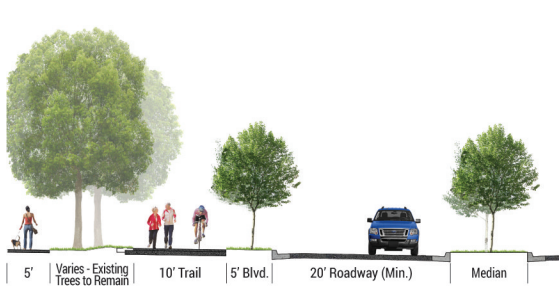 5'
Varies - Existing
Trees to Remain
10' Trail
5' Blvd.
20' Roadway (Min.)
Median